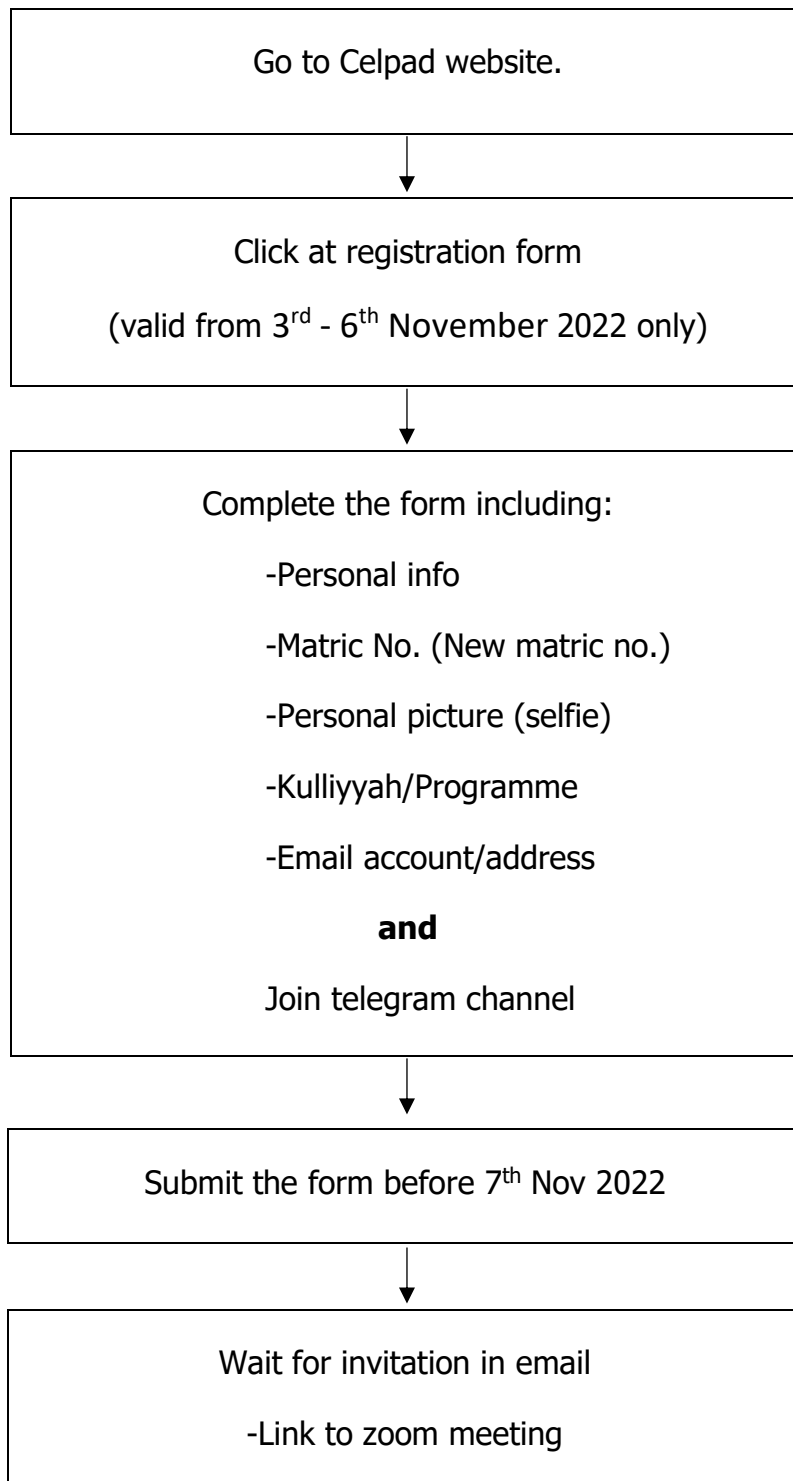 Go to Celpad website.
Click at registration form
(valid from 3rd - 6th November 2022 only)
Complete the form including:
-Personal info
-Matric No. (New matric no.)
-Personal picture (selfie)
-Kulliyyah/Programme
-Email account/address
and
Join telegram channel
Submit the form before 7th Nov 2022
Wait for invitation in email
-Link to zoom meeting